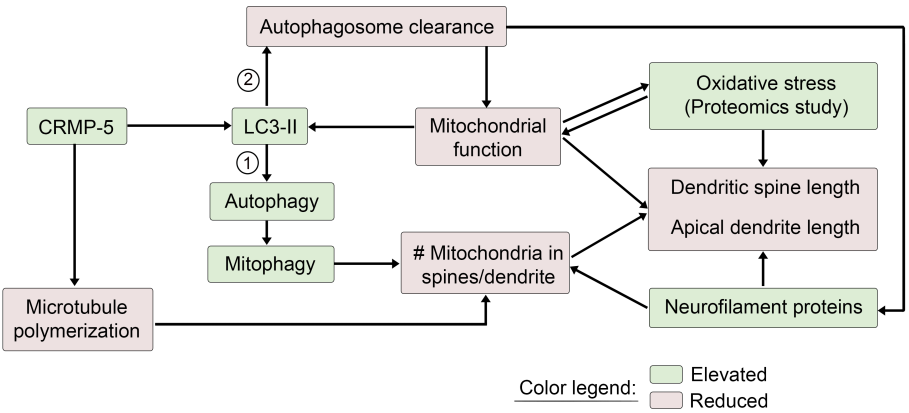 Autophagosome clearance
2
Oxidative stress
(Proteomics study)
CRMP-5
LC3-II
Mitochondrial
function
1
Autophagy
Dendritic spine length
Apical dendrite length
Mitophagy
# Mitochondria in
spines/dendrite
Microtubule
polymerization
Neurofilament proteins
Color legend:
Elevated
Reduced